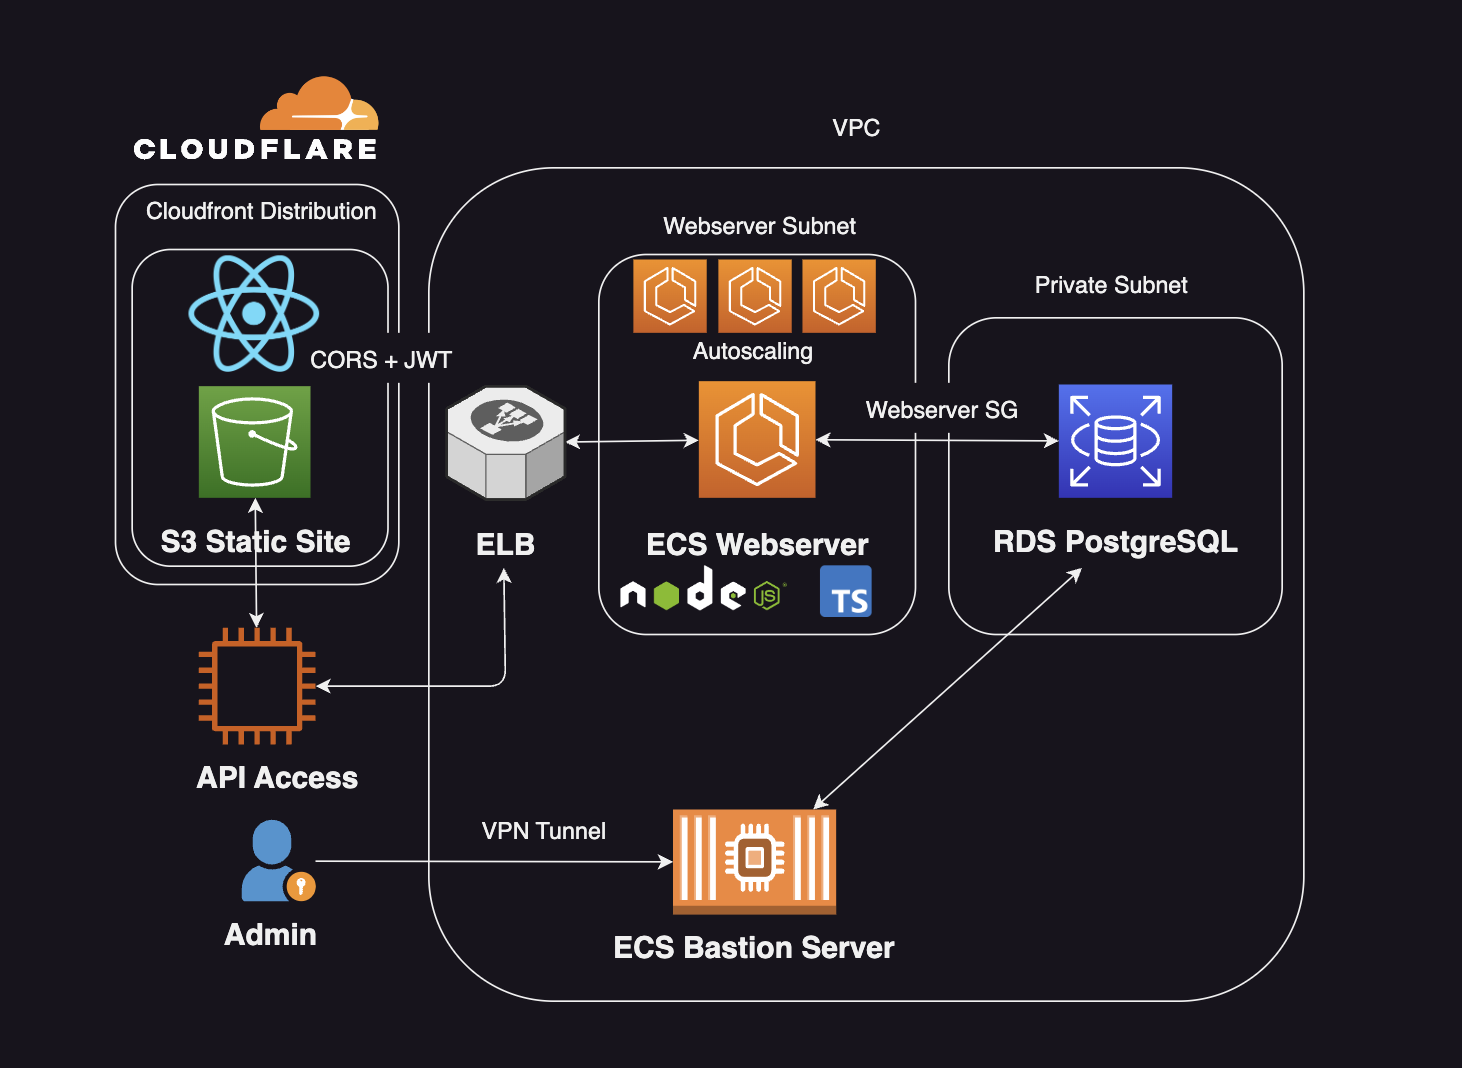 CLOUDFLARE
VPC
Cloudfront Distribution
Webserver Subnet
Private Subnet
Autoscaling
CORS + JWT
Webserver SG
S3 Static Site
ELB
ECS Webserver
RDS PostgreSQL
node
JS
TS
API Access
VPN Tunnel
Admin
ECS Bastion Server